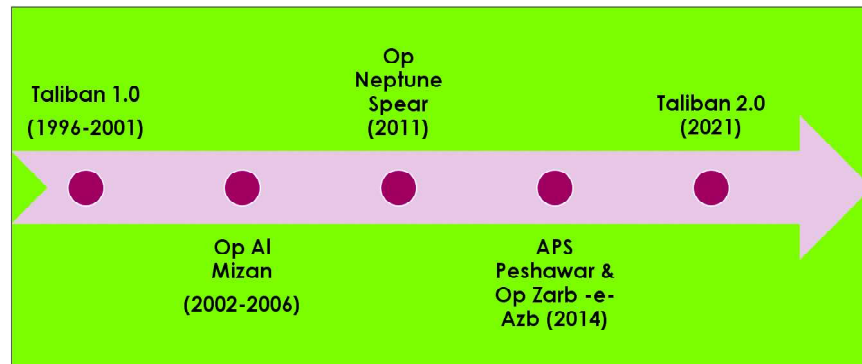 Taliban 1.0
(1996-2001)
Op Al
Mizan
(2002-2006)
Op
Neptune
Spear
(2011)
APS
Peshawar &
Op Zarb -e-
Azb (2014)
Taliban 2.0
(2021)